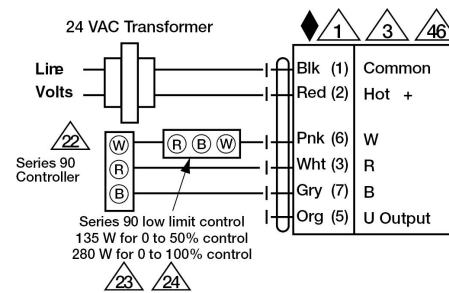 24 VAC Transformer
1 3 46
Line
Volts
Blk (1) Common
Red (2) Hot +
22
Series 90
Controller
W R B W Pnk (6) W
R Wht (3) R
B Gry (7) B
Org (5) U Output
Series 90 low limit control
135 W for 0 to 50% control
280 W for 0 to 100% control
23 24